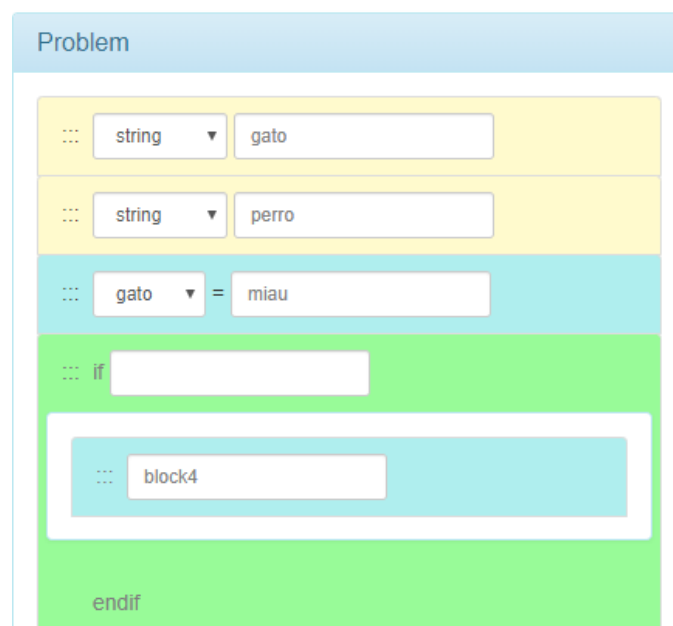 Problem
::: string gato
::: string perro
::: gato = miau
::: if
::: block4
endif